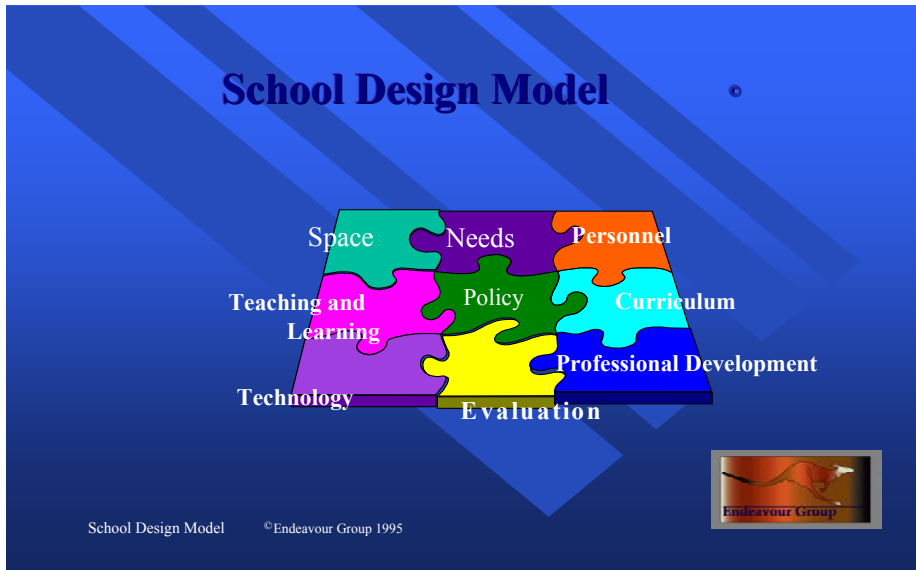 School Design Model ©
Space Needs Personnel
Teaching and Policy Curriculum
Learning
Professional Development
Technology
Evaluation
Endeavour Group
School Design Model ©Endeavour Group 1995